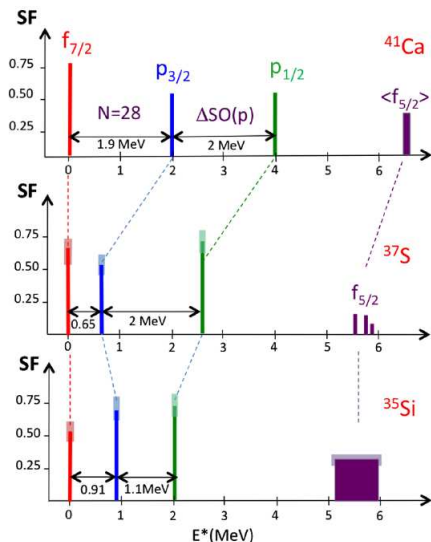 SF
f7/2
p3/2
p1/2
41Ca
0.75
0.50
0.25
N=28
ΔSO(p)
<f5/2>
1.9 MeV
2 MeV
0 1 2 3 4 5 6
SF
37S
0.75
0.50
0.25
f5/2
0.65
2 MeV
0 1 2 3 4 5 6
SF
35Si
0.75
0.50
0.25
0.91
1.1MeV
0 1 2 3 4 5 6
E*(MeV)